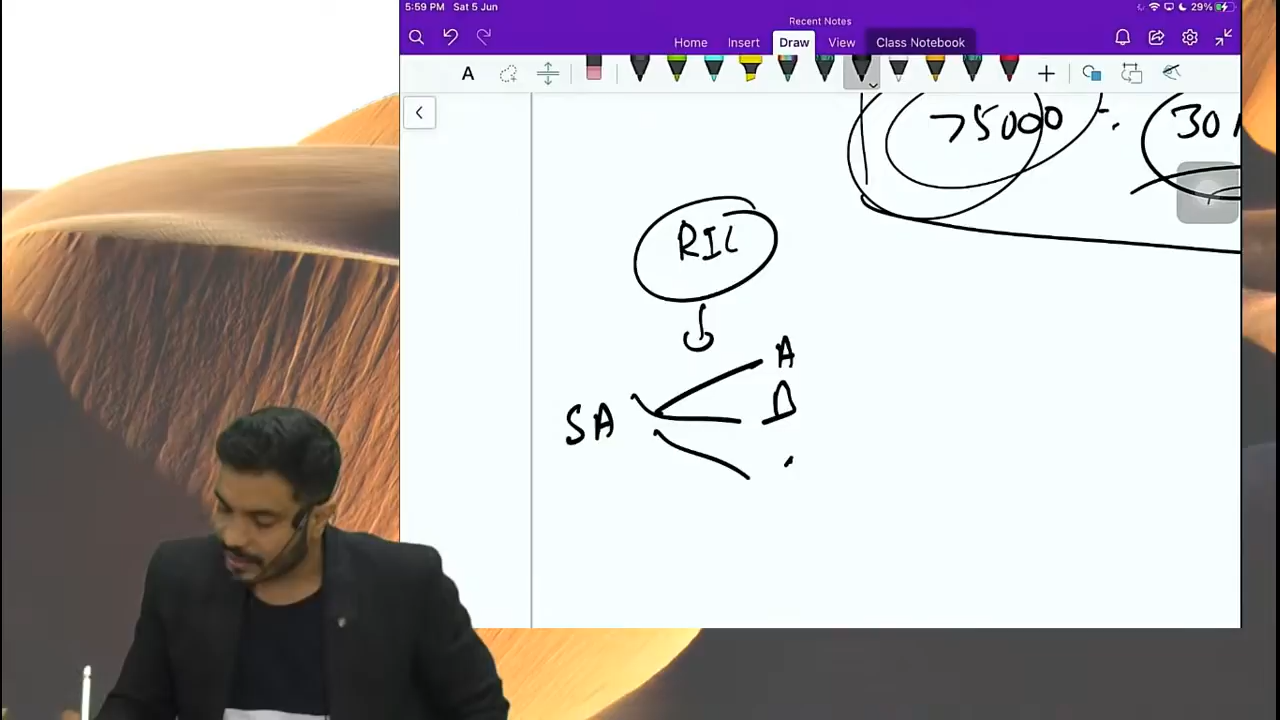 5:59 PM Sat 5 Jun
29%
Recent Notes
Home Insert Draw View Class Notebook
A
75000
30
RIL
A
SA
B